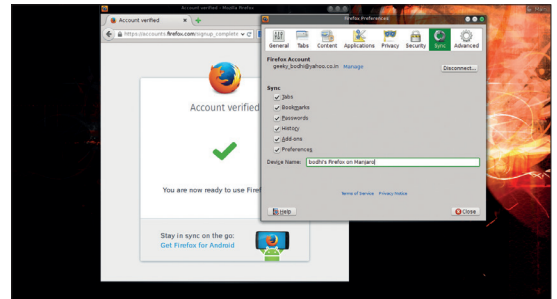 Account verified - Mozilla Firefox
Account verified
https://accounts.firefox.com/signup_complete
Account verified
You are now ready to use Firef
Stay in sync on the go:
Get Firefox for Android
Firefox Preferences
General Tabs Content Applications Privacy Security Sync Advanced
Firefox Account
geeky_bodhi@yahoo.co.in Manage
Disconnect...
Sync
Tabs
Bookmarks
Passwords
History
Add-ons
Preferences
Device Name: bodhi's Firefox on Manjaro
Terms of Service Privacy Notice
Help
Close